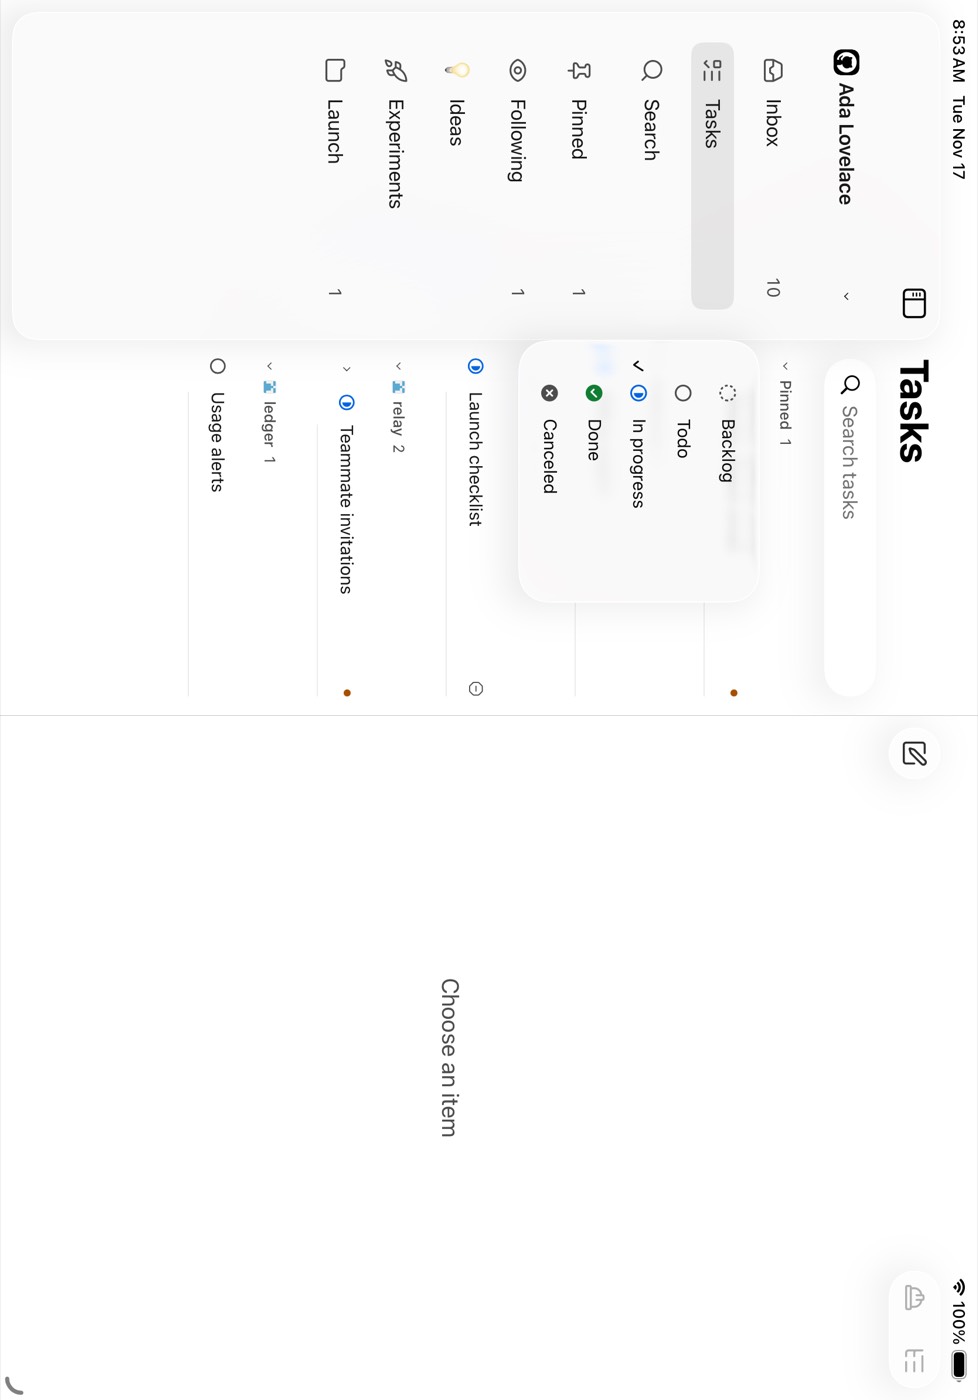 8:53 AM Tue Nov 17
100%
Ada Lovelace
Inbox 10
Tasks
Search
Pinned 1
Following 1
Ideas
Experiments
Launch 1
Tasks
Search tasks
Pinned 1
Backlog
Todo
In progress
Done
Canceled
Launch checklist
relay 2
Teammate invitations
ledger 1
Usage alerts
Choose an item